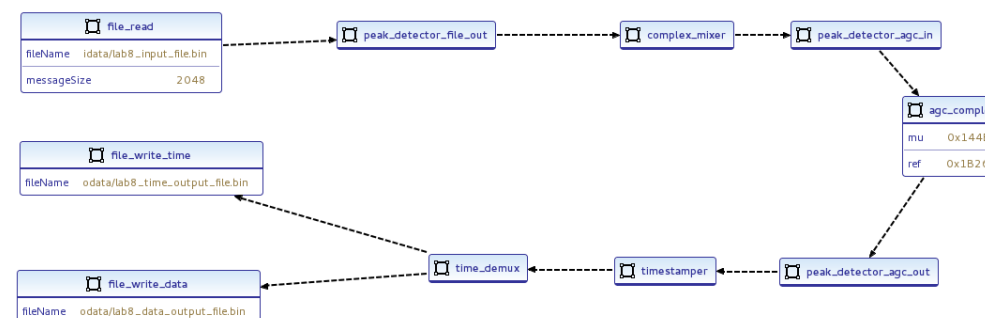 file_read
fileName idata/lab8_input_file.bin
messageSize 2048
peak_detector_file_out
complex_mixer
peak_detector_agc_in
agc_compl
mu 0x144
ref 0x1B26
file_write_time
fileName odata/lab8_time_output_file.bin
time_demux
timestamper
peak_detector_agc_out
file_write_data
fileName odata/lab8_data_output_file.bin